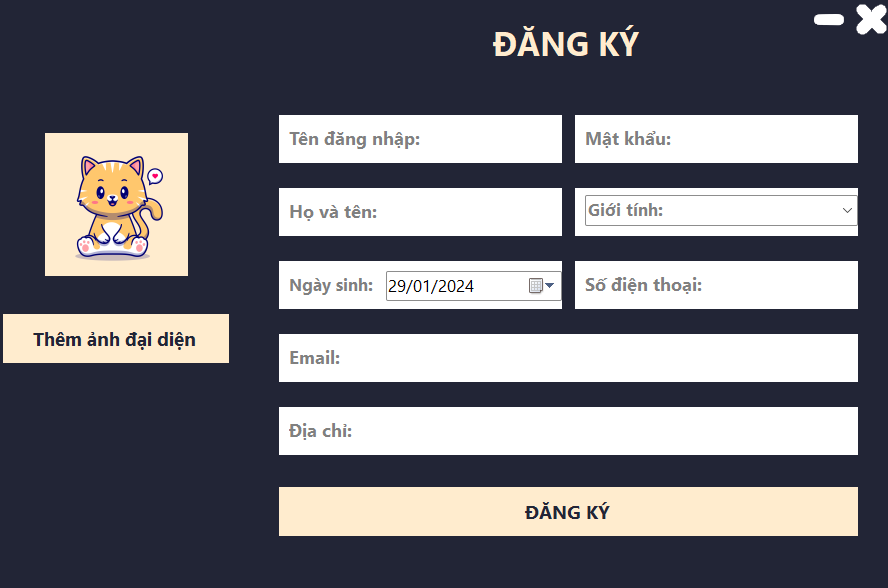 ĐĂNG KÝ
Tên đăng nhập:
Mật khẩu:
Họ và tên:
Giới tính:
Ngày sinh:
29/01/2024
Số điện thoại:
Thêm ảnh đại diện
Email:
Địa chỉ:
ĐĂNG KÝ